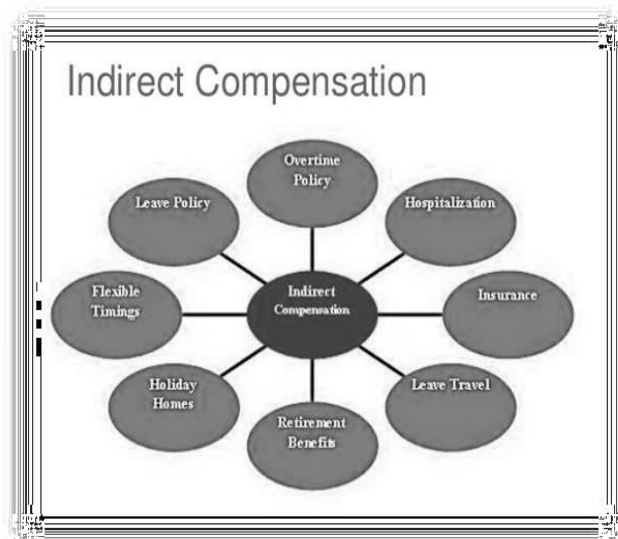 Indirect Compensation
Overtime
Policy
Leave Policy
Hospitalization
Flexible
Timings
Indirect
Compensation
Insurance
Holiday
Homes
Leave Travel
Retirement
Benefits